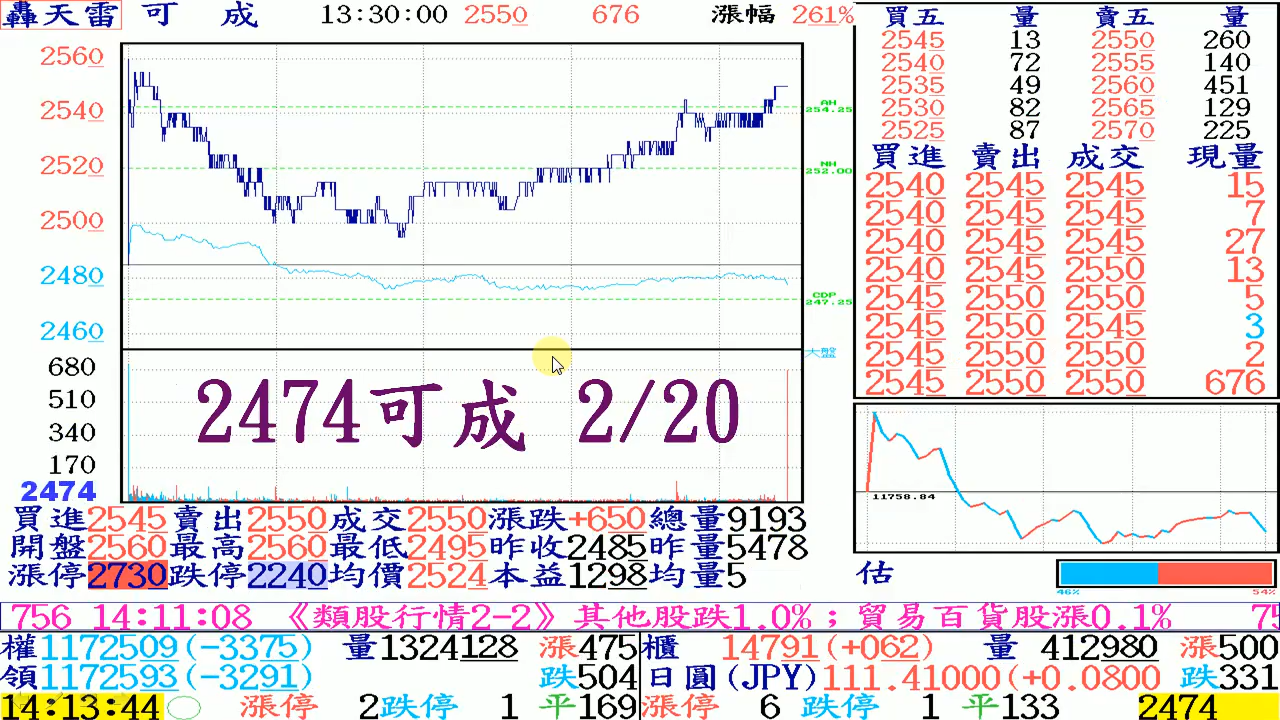 轟天雷 可 成 13:30:00 2550 676 漲幅 261%
2560
2540
2520
2500
2480
2460
AH
254.25
NH
252.00
CDP
247.25
大盤
680
510
340
170
2474
2474可成 2/20
買五 量 賣五 量
2545 13 2550 260
2540 72 2555 140
2535 49 2560 451
2530 82 2565 129
2525 87 2570 225
買進 賣出 成交 現量
2540 2545 2545 15
2540 2545 2545 7
2540 2545 2545 27
2540 2545 2550 13
2545 2550 2550 5
2545 2550 2545 3
2545 2550 2550 2
2545 2550 2550 676
11758.84
買進2545賣出2550成交2550漲跌+650總量9193
開盤2560最高2560最低2495昨收2485昨量5478
漲停2730跌停2240均價2524本益1298均量5
估
46% 54%
756 14:11:08 《類股行情2-2》其他股跌1.0%；貿易百貨股漲0.1% 75
權1172509(-3375) 量1324128 漲475 櫃 14791(+062) 量 412980 漲500
領1172593(-3291) 跌504 日圓(JPY)111.41000(+0.0800 跌331
14:13:44 漲停 2跌停 1 平169 漲停 6 跌停 1 平133 2474